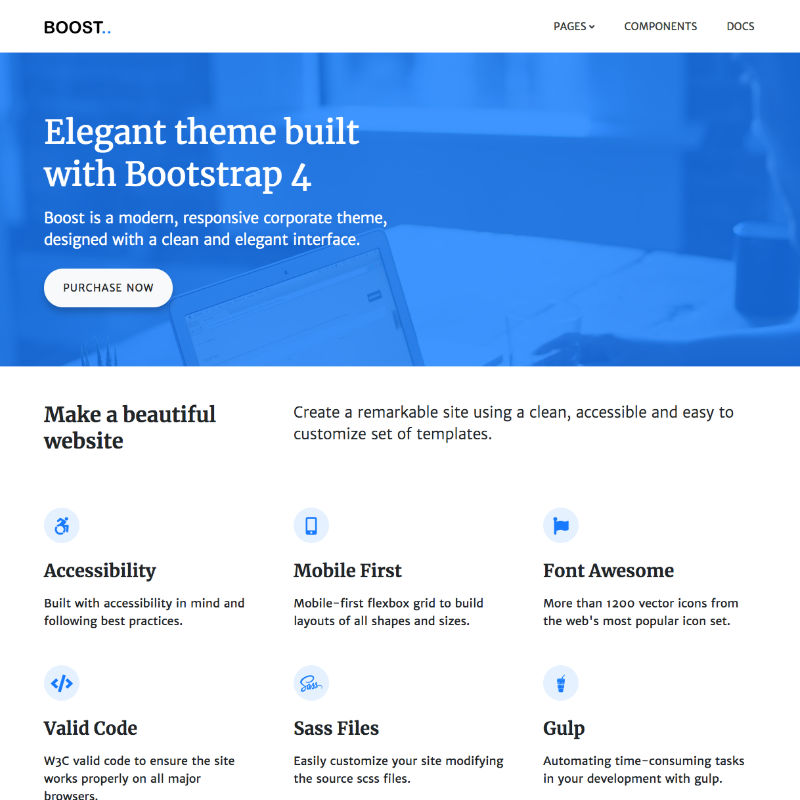 BOOST..
PAGES
COMPONENTS
DOCS
Elegant theme built
with Bootstrap 4
Boost is a modern, responsive corporate theme,
designed with a clean and elegant interface.
PURCHASE NOW
Make a beautiful
website
Create a remarkable site using a clean, accessible and easy to
customize set of templates.
Accessibility
Built with accessibility in mind and
following best practices.
Mobile First
Mobile-first flexbox grid to build
layouts of all shapes and sizes.
Font Awesome
More than 1200 vector icons from
the web's most popular icon set.
Valid Code
W3C valid code to ensure the site
works properly on all major
browsers.
Sass
Sass Files
Easily customize your site modifying
the source scss files.
Gulp
Automating time-consuming tasks
in your development with gulp.